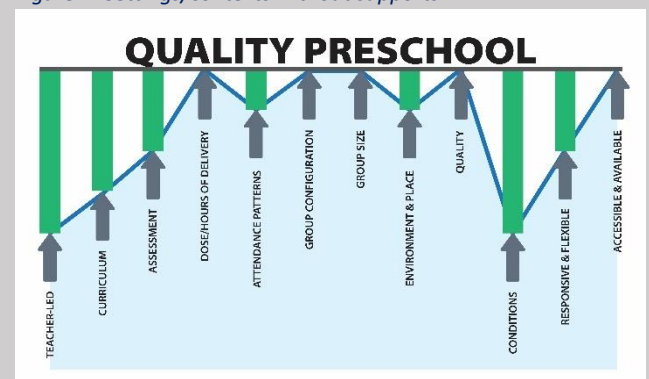 QUALITY PRESCHOOL
TEACHER-LED
CURRICULUM
ASSESSMENT
DOSE/HOURS OF DELIVERY
ATTENDANCE PATTERNS
GROUP CONFIGURATION
GROUP SIZE
ENVIRONMENT & PLACE
QUALITY
CONDITIONS
RESPONSIVE & FLEXIBLE
ACCESSIBLE & AVAILABLE